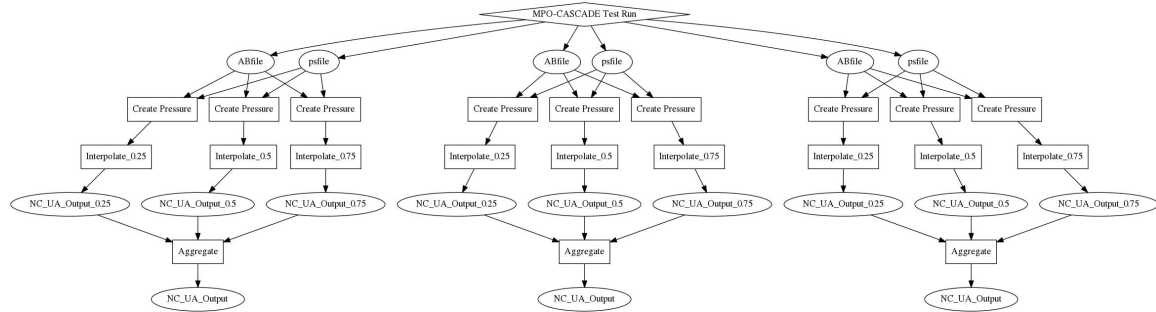 MPO-CASCADE Test Run
ABfile psfile ABfile psfile ABfile psfile
Create Pressure Create Pressure Create Pressure Create Pressure Create Pressure Create Pressure Create Pressure Create Pressure Create Pressure
Interpolate_0.25 Interpolate_0.5 Interpolate_0.75 Interpolate_0.25 Interpolate_0.5 Interpolate_0.75 Interpolate_0.25 Interpolate_0.5 Interpolate_0.75
NC_UA_Output_0.25 NC_UA_Output_0.5 NC_UA_Output_0.75 NC_UA_Output_0.25 NC_UA_Output_0.5 NC_UA_Output_0.75 NC_UA_Output_0.25 NC_UA_Output_0.5 NC_UA_Output_0.75
Aggregate Aggregate Aggregate
NC_UA_Output NC_UA_Output NC_UA_Output